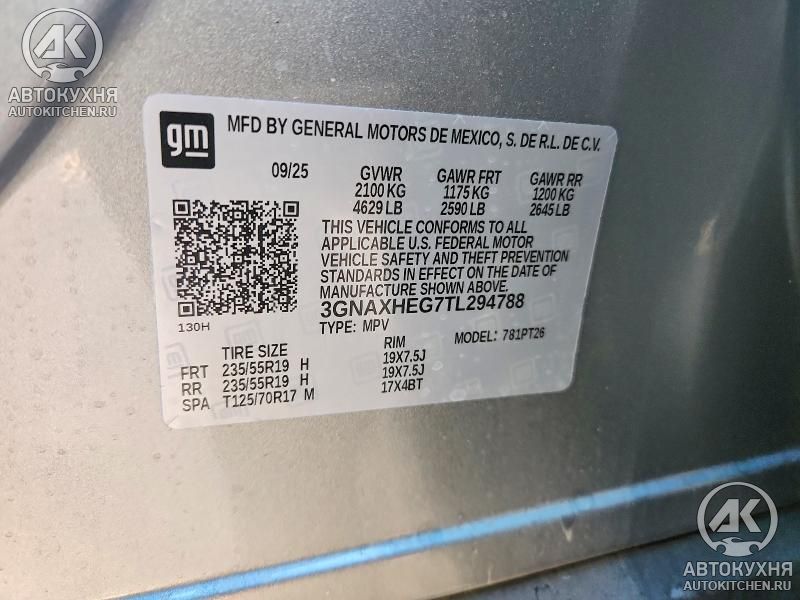 АК
АВТОКУХНЯ
AUTOKITCHEN.RU
gm
MFD BY GENERAL MOTORS DE MEXICO, S. DE R.L. DE C.V.
09/25 GVWR GAWR FRT GAWR RR
2100 KG 1175 KG 1200 KG
4629 LB 2590 LB 2645 LB
THIS VEHICLE CONFORMS TO ALL
APPLICABLE U.S. FEDERAL MOTOR
VEHICLE SAFETY AND THEFT PREVENTION
STANDARDS IN EFFECT ON THE DATE OF
MANUFACTURE SHOWN ABOVE.
3GNAXHEG7TL294788
130H
TYPE: MPV MODEL: 781PT26
TIRE SIZE RIM
FRT 235/55R19 H 19X7.5J
RR 235/55R19 H 19X7.5J
SPA T125/70R17 M 17X4BT
АК
АВТОКУХНЯ
AUTOKITCHEN.RU